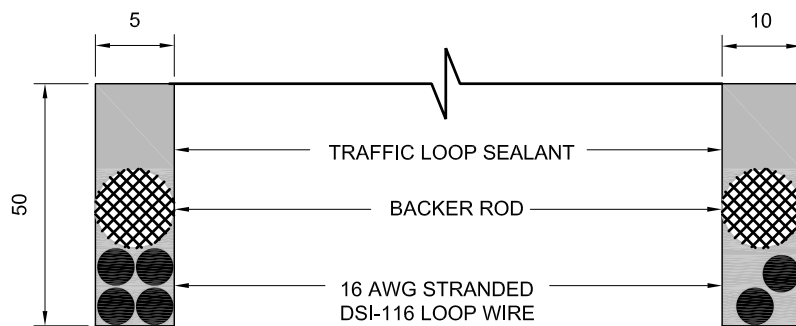 5
10
50
TRAFFIC LOOP SEALANT
BACKER ROD
16 AWG STRANDED
DSI-116 LOOP WIRE